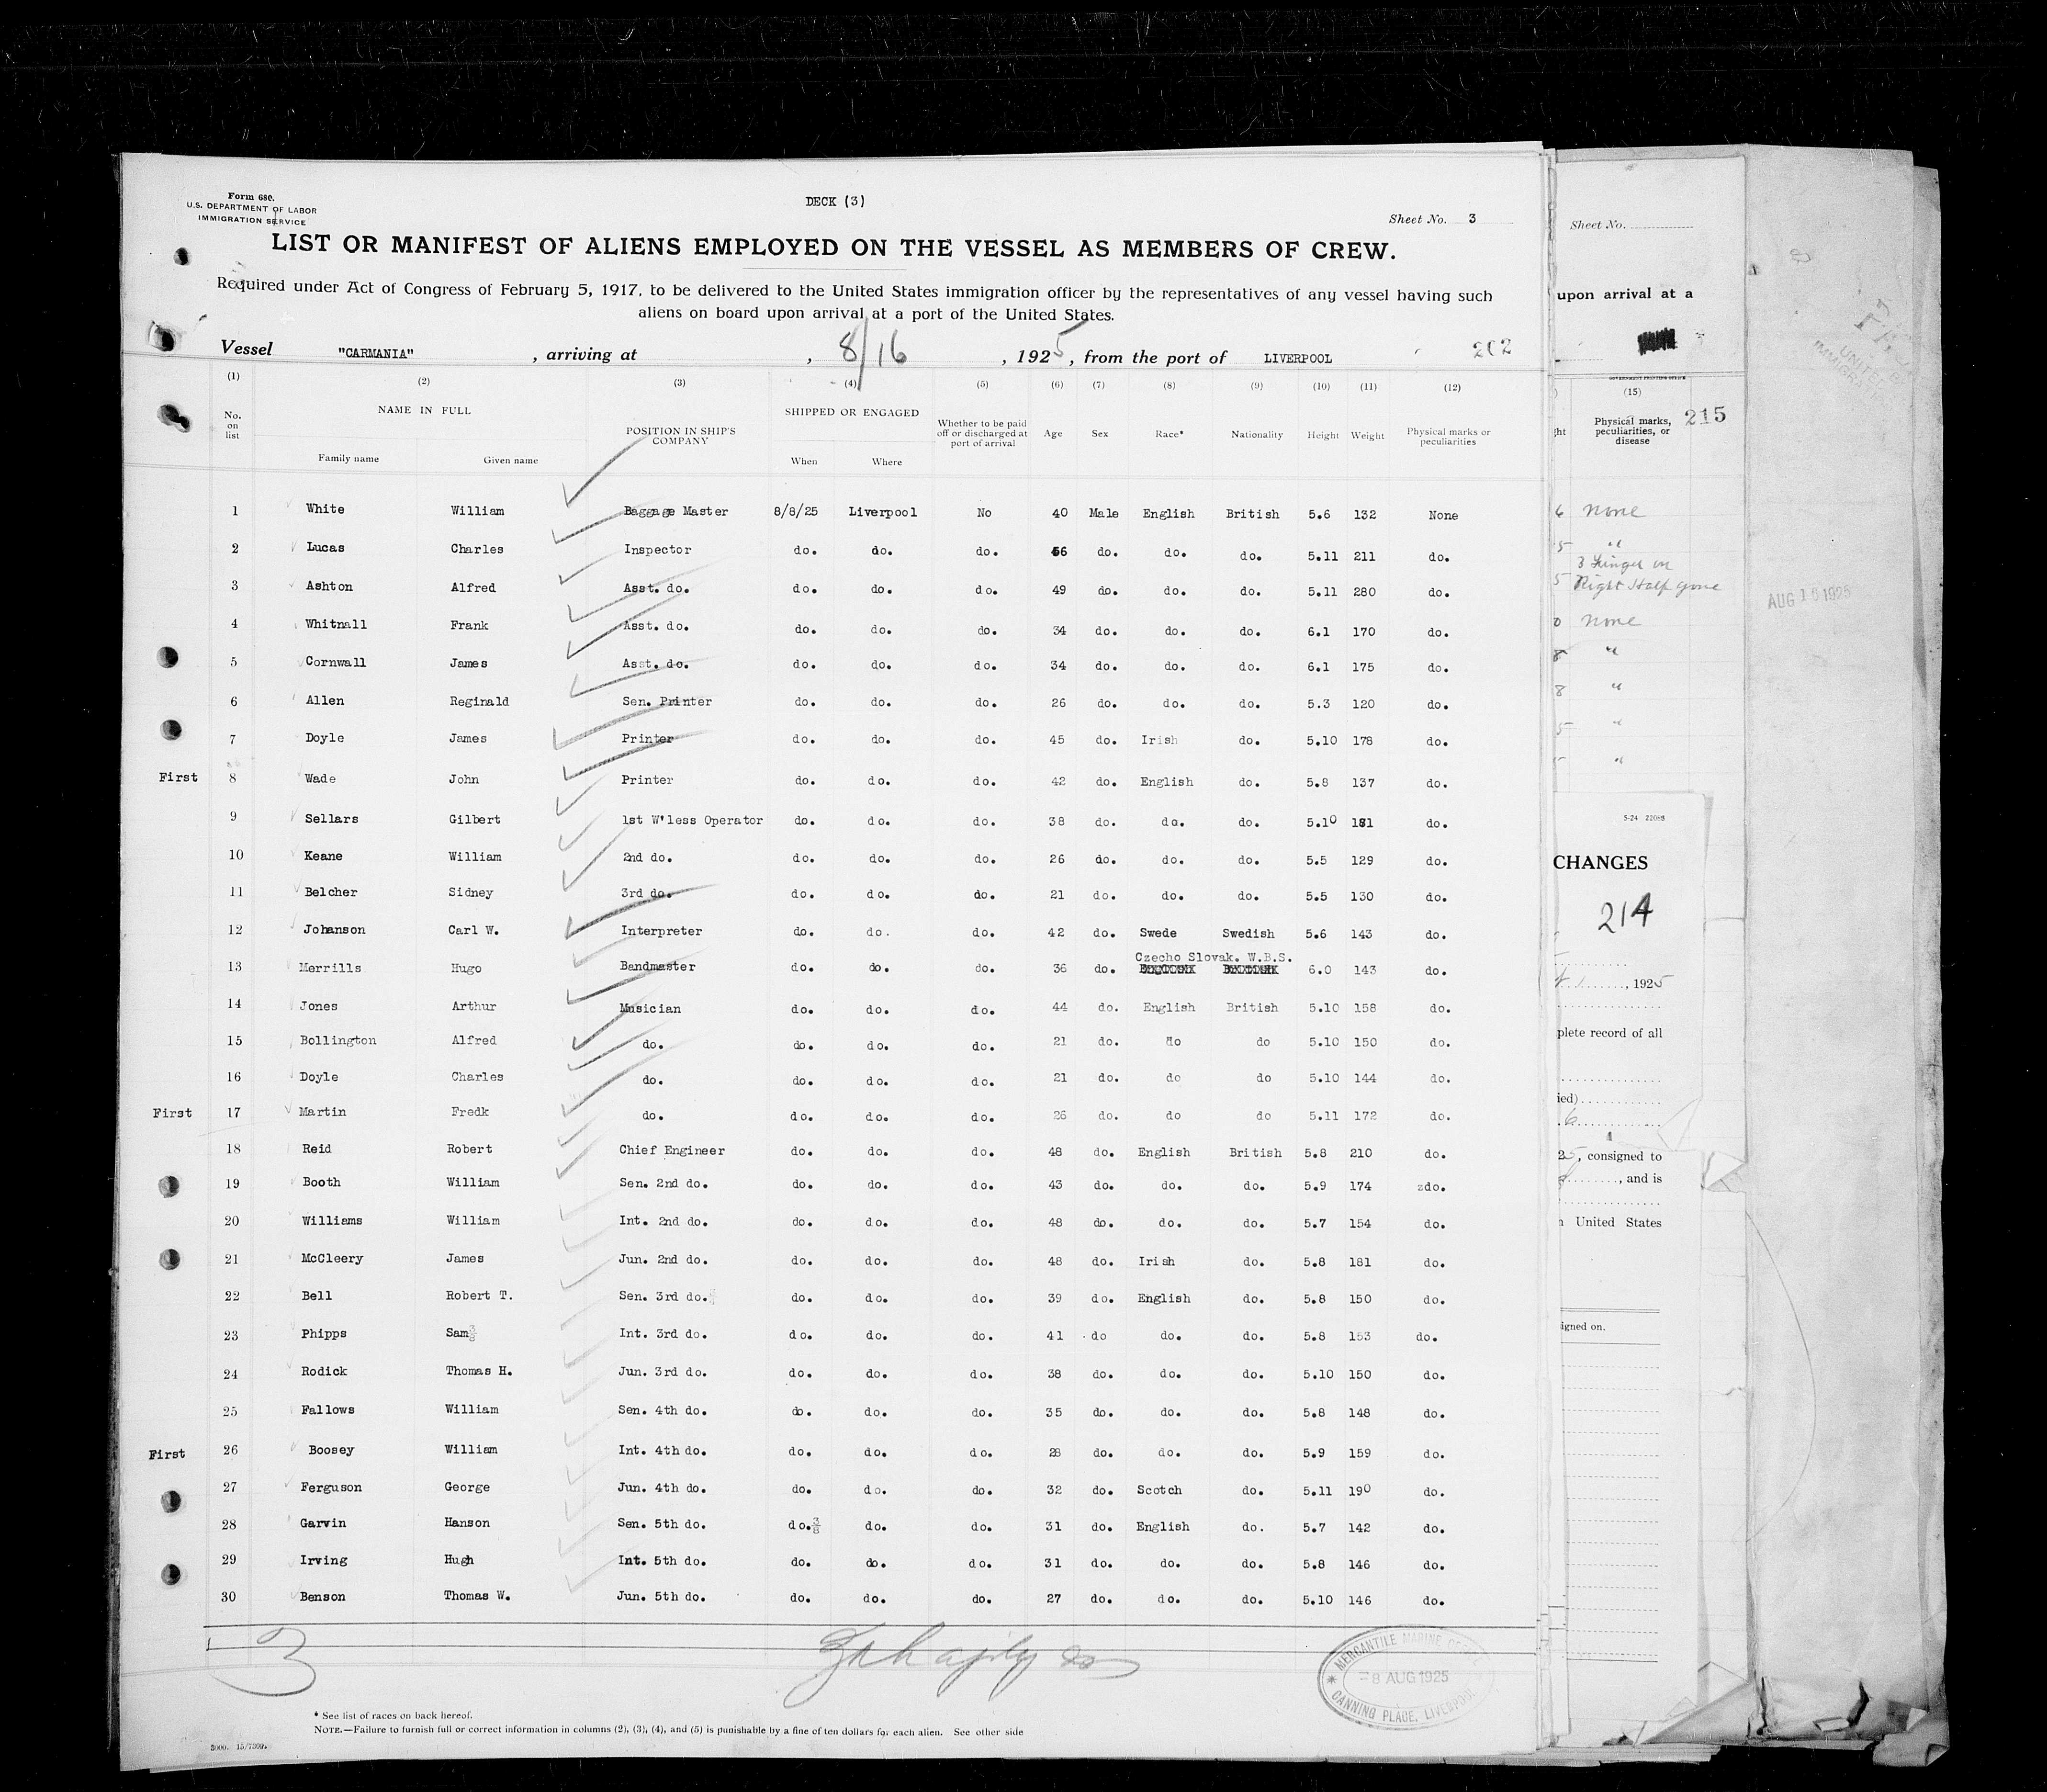 Form 680.
U.S. DEPARTMENT OF LABOR
IMMIGRATION SERVICE
DECK (3)
Sheet No. 3
LIST OR MANIFEST OF ALIENS EMPLOYED ON THE VESSEL AS MEMBERS OF CREW.
Required under Act of Congress of February 5, 1917, to be delivered to the United States immigration officer by the representatives of any vessel having such
aliens on board upon arrival at a port of the United States.
Vessel "CARMANIA", arriving at , 8/16, 1925, from the port of LIVERPOOL 202
(1) (2) (3) (4) (5) (6) (7) (8) (9) (10) (11) (12)
No. on list NAME IN FULL POSITION IN SHIP'S COMPANY SHIPPED OR ENGAGED Whether to be paid off or discharged at port of arrival Age Sex Race* Nationality Height Weight Physical marks or peculiarities
Family name Given name When Where
1 White William Baggage Master 8/8/25 Liverpool No 40 Male English British 5.6 132 None
2 Lucas Charles Inspector do. do. do. 56 do. do. do. 5.11 211 do.
3 Ashton Alfred Asst. do. do. do. do. 49 do. do. do. 5.11 280 do.
4 Whitnall Frank Asst. do. do. do. do. 34 do. do. do. 6.1 170 do.
5 Cornwall James Asst. do. do. do. do. 34 do. do. do. 6.1 175 do.
6 Allen Reginald Sen. Printer do. do. do. 26 do. do. do. 5.3 120 do.
7 Doyle James Printer do. do. do. 45 do. Irish do. 5.10 178 do.
First 8 Wade John Printer do. do. do. 42 do. English do. 5.8 137 do.
9 Sellars Gilbert 1st W'less Operator do. do. do. 38 do. do. do. 5.10 181 do.
10 Keane William 2nd do. do. do. do. 26 do. do. do. 5.5 129 do.
11 Belcher Sidney 3rd do. do. do. do. 21 do. do. do. 5.5 130 do.
12 Johanson Carl W. Interpreter do. do. do. 42 do. Swede Swedish 5.6 143 do.
Czecho Slovak. W.B.S.
13 Merrills Hugo Bandmaster do. do. do. 36 do. 6.0 143 do.
14 Jones Arthur Musician do. do. do. 44 do. English British 5.10 158 do.
15 Bollington Alfred do. do. do. do. 21 do. do do 5.10 150 do.
16 Doyle Charles do. do. do. do. 21 do. do do 5.10 144 do.
First 17 Martin Fredk do. do. do. do. 26 do. do do 5.11 172 do.
18 Reid Robert Chief Engineer do. do. do. 48 do. English British 5.8 210 do.
19 Booth William Sen. 2nd do. do. do. do. 43 do. do. do. 5.9 174 do.
20 Williams William Int. 2nd do. do. do. do. 48 do. do. do. 5.7 154 do.
21 McCleery James Jun. 2nd do. do. do. do. 48 do. Irish do. 5.8 181 do.
22 Bell Robert T. Sen. 3rd do. do. do. do. 39 do. English do. 5.8 150 do.
23 Phipps Sam Int. 3rd do. do. do. do. 41 do do. do. 5.8 153 do.
24 Rodick Thomas H. Jun. 3rd do. do. do. do. 38 do. do. do. 5.10 150 do.
25 Fallows William Sen. 4th do. do. do. do. 35 do. do. do. 5.8 148 do.
First 26 Boosey William Int. 4th do. do. do. do. 28 do. do. do. 5.9 159 do.
27 Ferguson George Jun. 4th do. do. do. do. 32 do. Scotch do. 5.11 190 do.
28 Garvin Hanson Sen. 5th do. do. 3/8 do. do. 31 do. English do. 5.7 142 do.
29 Irving Hugh Int. 5th do. do. do. do. 31 do. do. do. 5.8 146 do.
30 Benson Thomas W. Jun. 5th do. do. do. do. 27 do. do. do. 5.10 146 do.
3
MERCANTILE MARINE OFFICE
-8 AUG 1925
CANNING PLACE, LIVERPOOL
* See list of races on back hereof.
NOTE.—Failure to furnish full or correct information in columns (2), (3), (4), and (5) is punishable by a fine of ten dollars for each alien. See other side
3000. 15/7300.
Sheet No.
upon arrival at a
GOVERNMENT PRINTING OFFICE
(15)
Physical marks, peculiarities, or disease
215
6 none
5 "
3 Finger on
5 Right Half gone
0 none
8 "
8 "
5 "
5 "
5-24 22088
CHANGES
214
, 1925
plete record of all
ied)
6
25, consigned to
, and is
United States
igned on.
AUG 16 1925